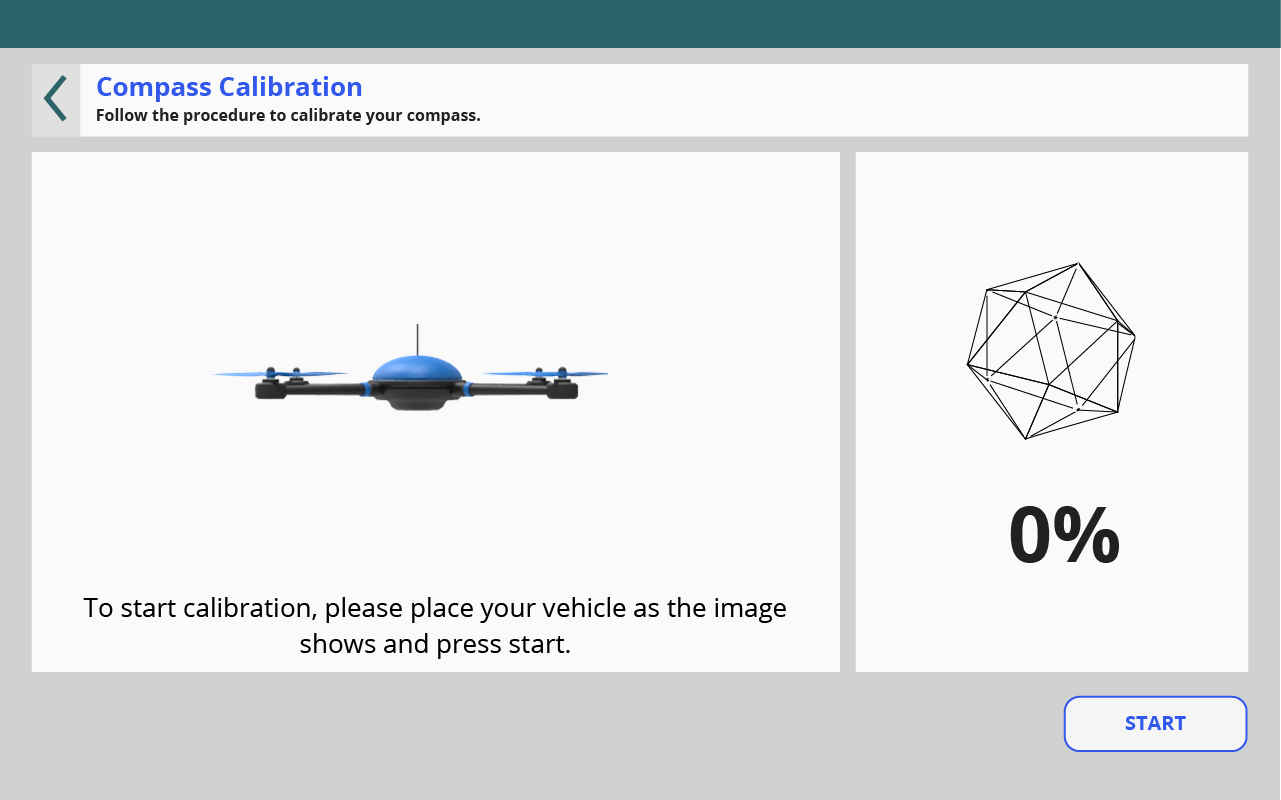 Compass Calibration
Follow the procedure to calibrate your compass.
To start calibration, please place your vehicle as the image
shows and press start.
0%
START